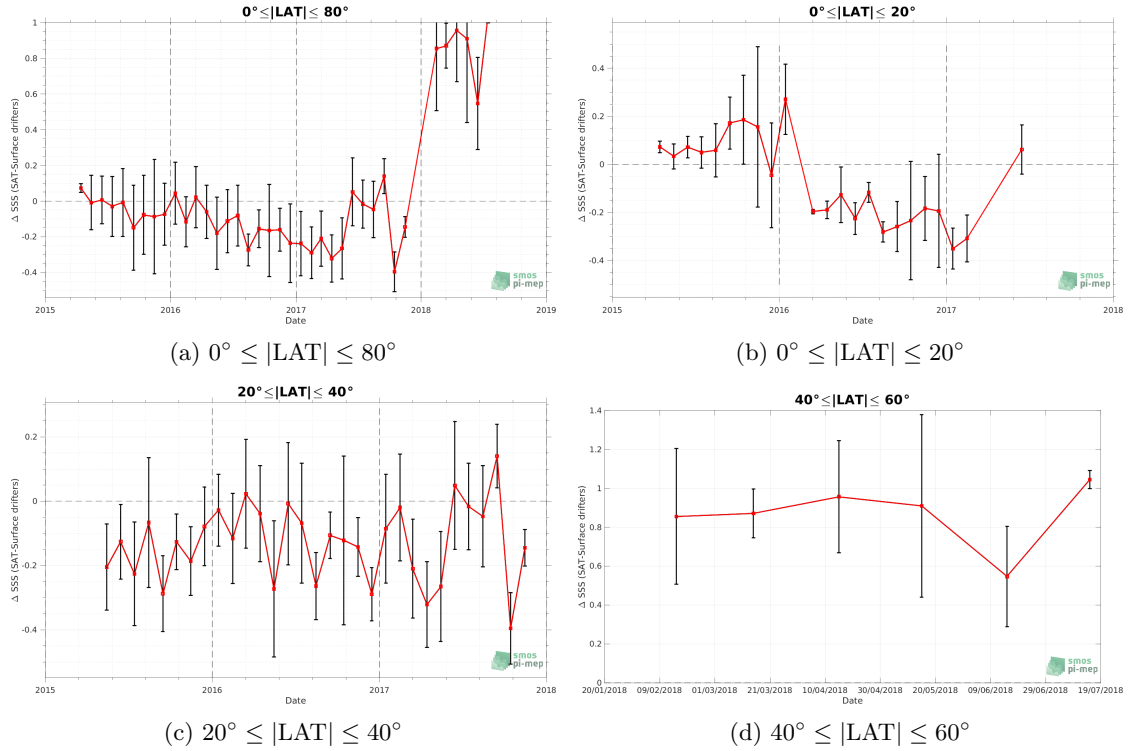 0°≤|LAT|≤ 80°
Δ SSS (SAT-Surface drifters)
1
0.8
0.6
0.4
0.2
0
-0.2
-0.4
2015 2016 2017 2018 2019
Date
smos
pi-mep
(a) 0° ≤ |LAT| ≤ 80°
0°≤|LAT|≤ 20°
Δ SSS (SAT-Surface drifters)
0.4
0.2
0
-0.2
-0.4
2015 2016 2017 2018
Date
smos
pi-mep
(b) 0° ≤ |LAT| ≤ 20°
20°≤|LAT|≤ 40°
Δ SSS (SAT-Surface drifters)
0.2
0
-0.2
-0.4
2015 2016 2017 2018
Date
smos
pi-mep
(c) 20° ≤ |LAT| ≤ 40°
40°≤|LAT|≤ 60°
Δ SSS (SAT-Surface drifters)
1.4
1.2
1
0.8
0.6
0.4
0.2
0
20/01/2018 09/02/2018 01/03/2018 21/03/2018 10/04/2018 30/04/2018 20/05/2018 09/06/2018 29/06/2018 19/07/2018
Date
smos
pi-mep
(d) 40° ≤ |LAT| ≤ 60°